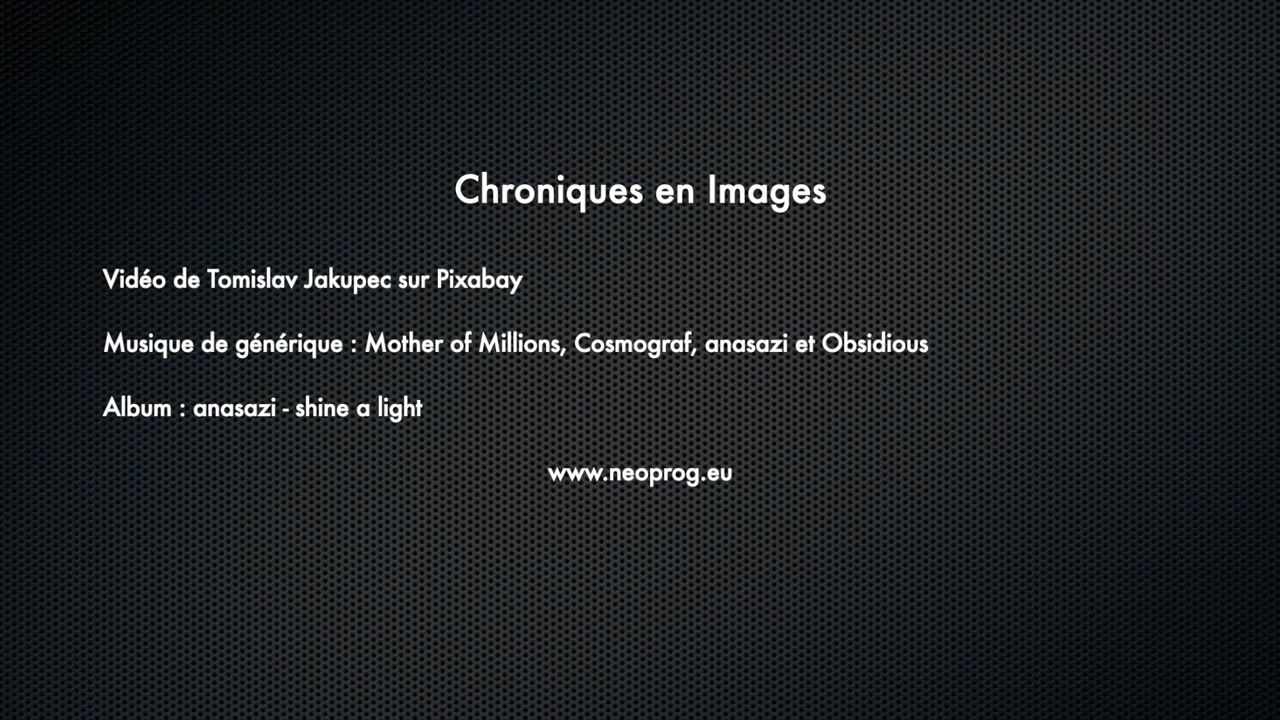 Chroniques en Images
Vidéo de Tomislav Jakupec sur Pixabay
Musique de générique : Mother of Millions, Cosmograf, anasazi et Obsidious
Album : anasazi - shine a light
www.neoprog.eu